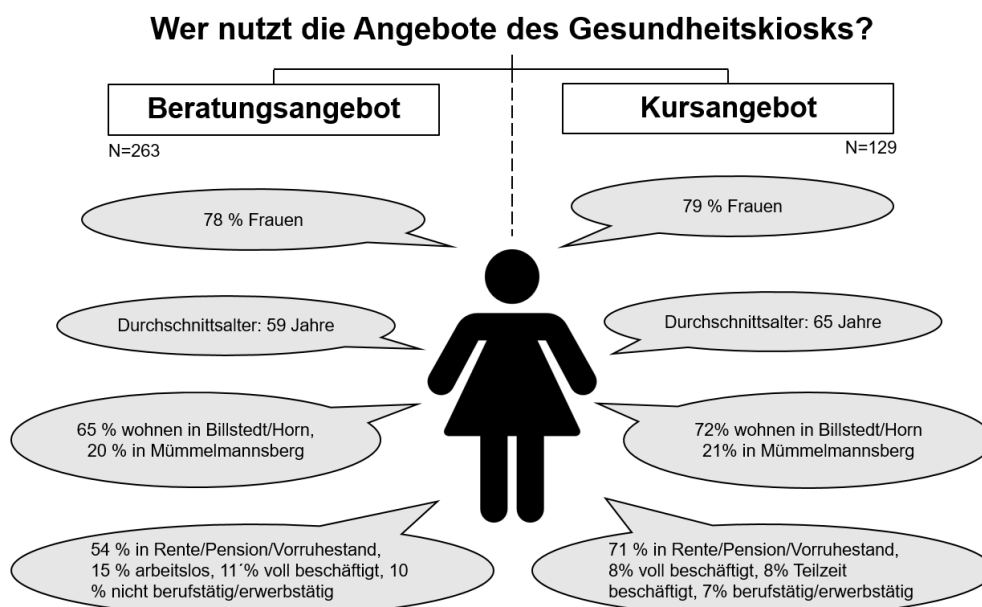 Wer nutzt die Angebote des Gesundheitskiosks?
Beratungsangebot
Kursangebot
N=263
N=129
78 % Frauen
79 % Frauen
Durchschnittsalter: 59 Jahre
Durchschnittsalter: 65 Jahre
65 % wohnen in Billstedt/Horn,
20 % in Mümmelmannsberg
72% wohnen in Billstedt/Horn
21% in Mümmelmannsberg
54 % in Rente/Pension/Vorruhestand,
15 % arbeitslos, 11´% voll beschäftigt, 10
% nicht berufstätig/erwerbstätig
71 % in Rente/Pension/Vorruhestand,
8% voll beschäftigt, 8% Teilzeit
beschäftigt, 7% berufstätig/erwerbstätig